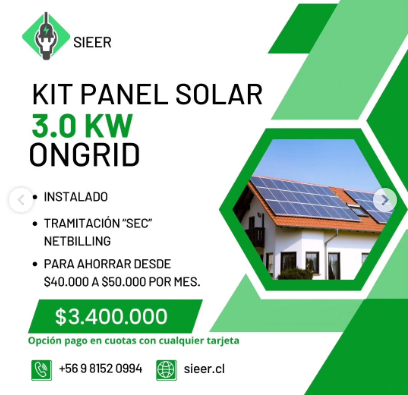 SIEER
KIT PANEL SOLAR
3.0 KW
ONGRID
• INSTALADO
• TRAMITACIÓN “SEC”
NETBILLING
• PARA AHORRAR DESDE
$40.000 A $50.000 POR MES.
$3.400.000
Opción pago en cuotas con cualquier tarjeta
+56 9 8152 0994
sieer.cl